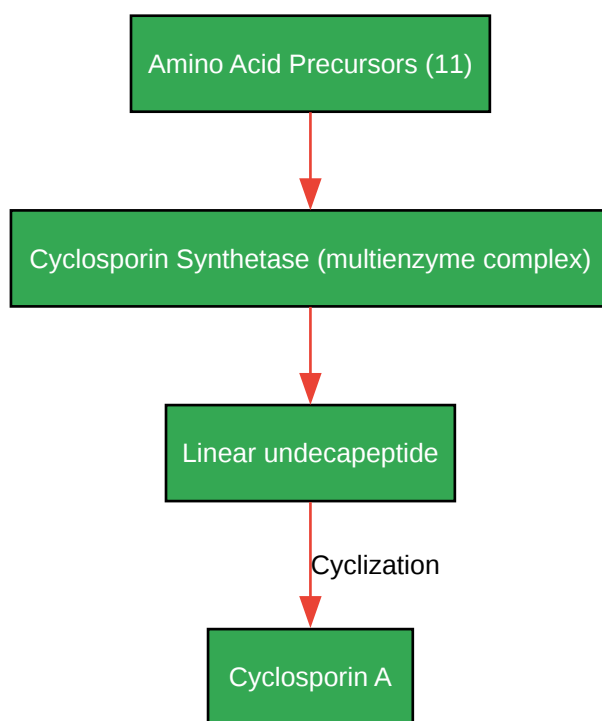 Amino Acid Precursors (11)
Cyclosporin Synthetase (multienzyme complex)
Linear undecapeptide
Cyclization
Cyclosporin A